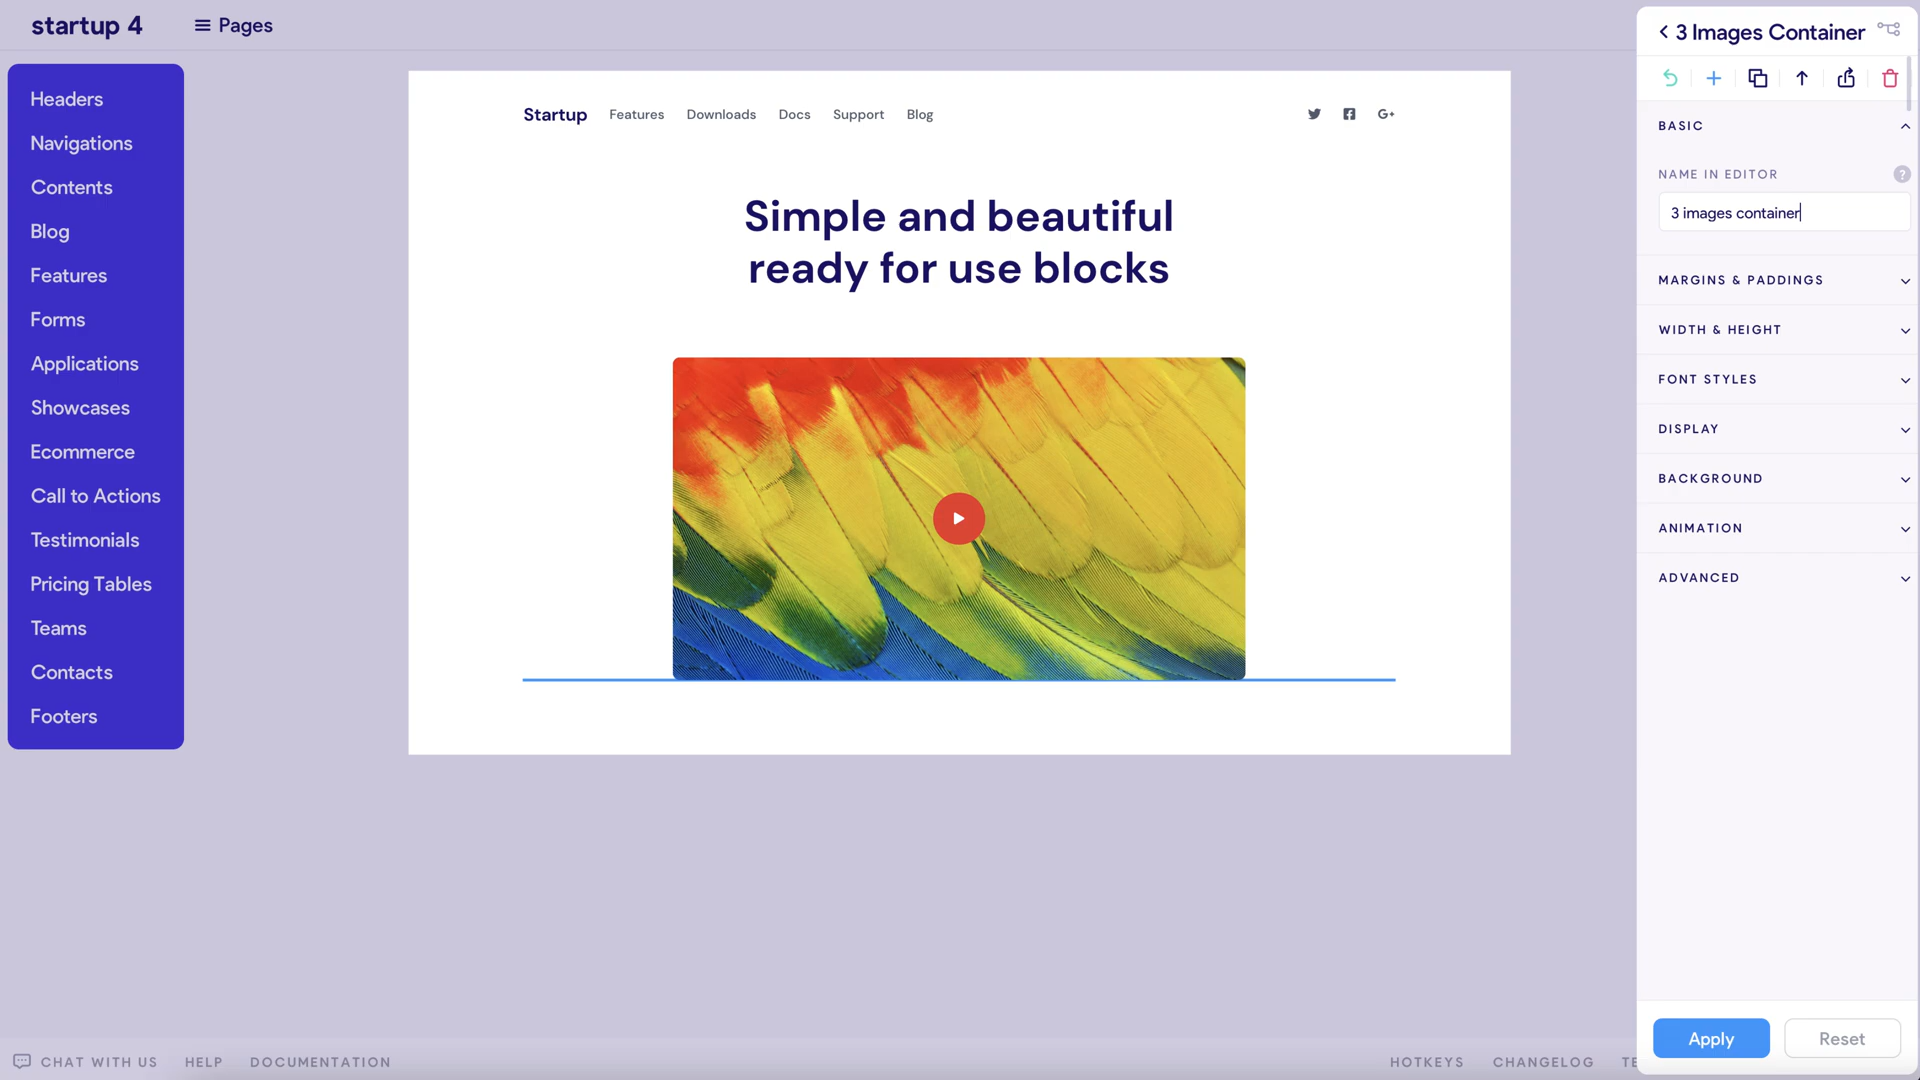 startup 4
Pages
Headers
Navigations
Contents
Blog
Features
Forms
Applications
Showcases
Ecommerce
Call to Actions
Testimonials
Pricing Tables
Teams
Contacts
Footers
Startup Features Downloads Docs Support Blog
G+
Simple and beautiful
ready for use blocks
3 Images Container
BASIC
NAME IN EDITOR ?
3 images container
MARGINS & PADDINGS
WIDTH & HEIGHT
FONT STYLES
DISPLAY
BACKGROUND
ANIMATION
ADVANCED
Apply Reset
CHAT WITH US HELP DOCUMENTATION
HOTKEYS CHANGELOG